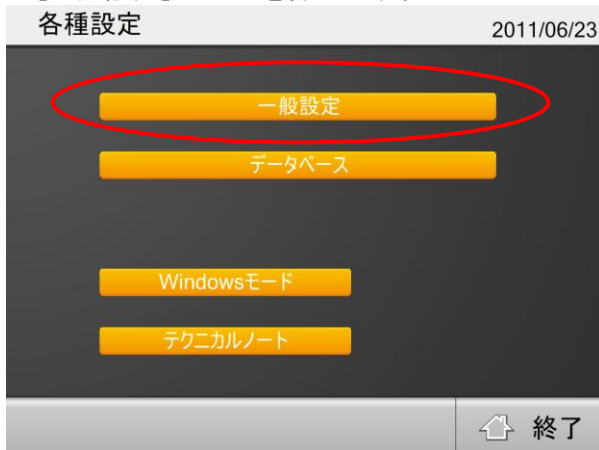 各種設定
2011/06/23
一般設定
データベース
Windowsモード
テクニカルノート
終了